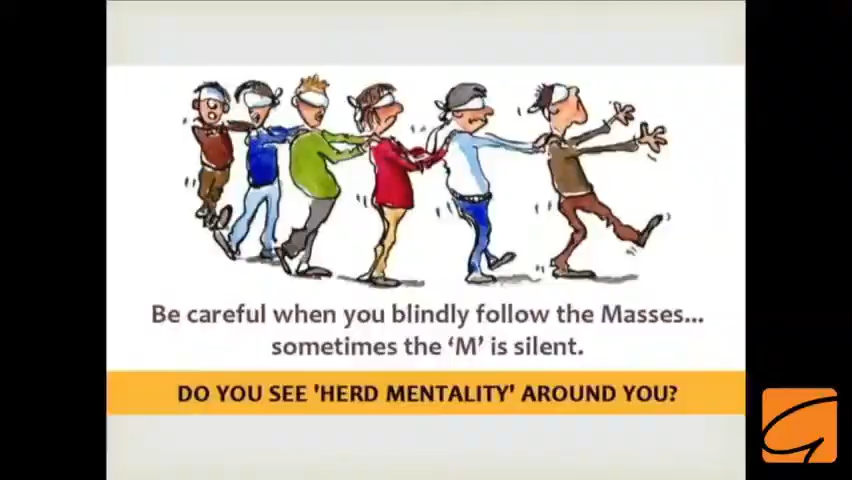 Be careful when you blindly follow the Masses...
sometimes the ‘M’ is silent.
DO YOU SEE 'HERD MENTALITY' AROUND YOU?